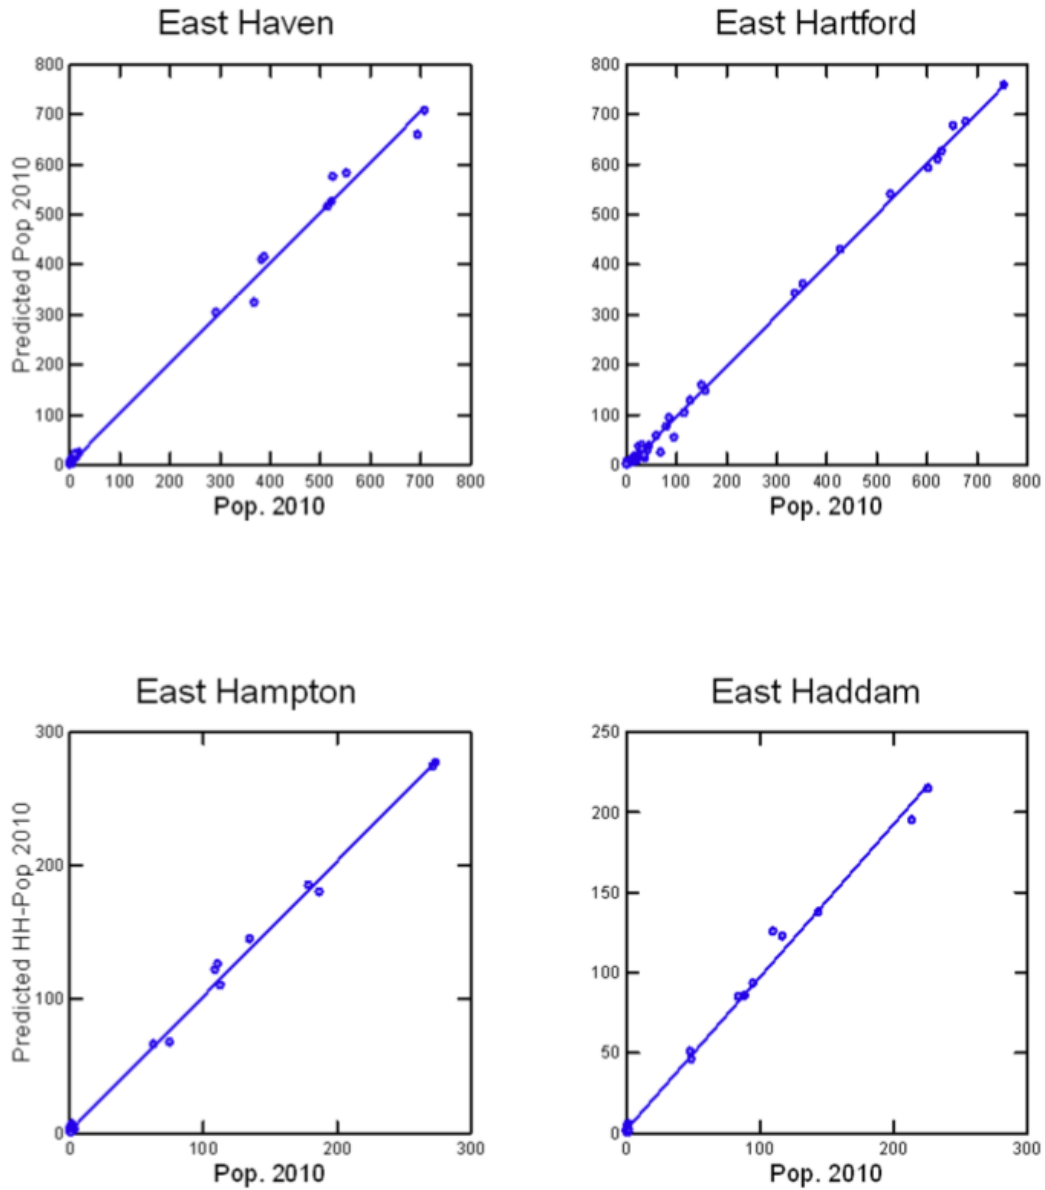 East Haven
800
700
600
500
400
300
200
100
0
Predicted Pop 2010
0 100 200 300 400 500 600 700 800
Pop. 2010
East Hartford
800
700
600
500
400
300
200
100
0
0 100 200 300 400 500 600 700 800
Pop. 2010
East Hampton
300
200
100
0
Predicted HH-Pop 2010
0 100 200 300
Pop. 2010
East Haddam
250
200
150
100
50
0
0 100 200 300
Pop. 2010